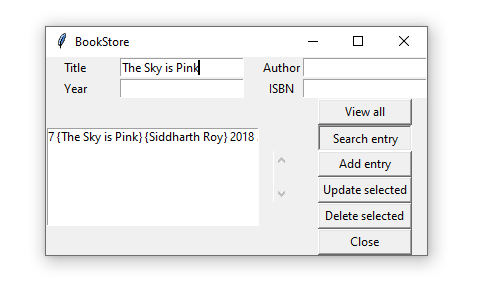 BookStore
Title The Sky is Pink Author
Year ISBN
View all
7 {The Sky is Pink} {Siddharth Roy} 2018
Search entry
Add entry
Update selected
Delete selected
Close